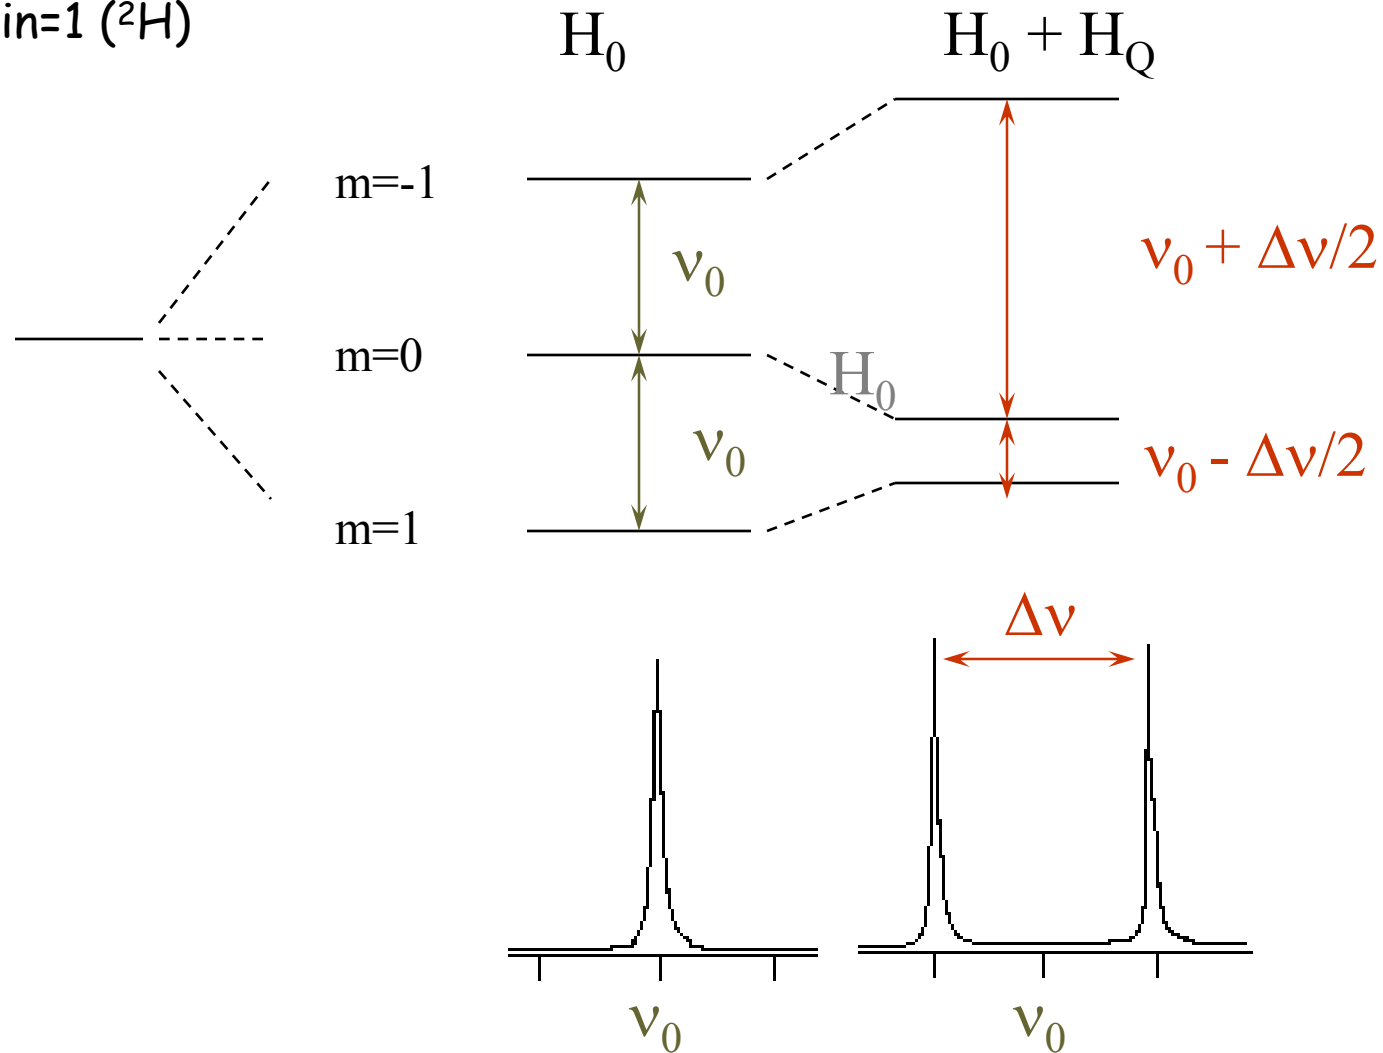 in=1 (²H)
H₀
H₀ + H_Q
m=-1
ν₀
ν₀ + Δν/2
m=0
H₀
ν₀
ν₀ - Δν/2
m=1
Δν
ν₀
ν₀